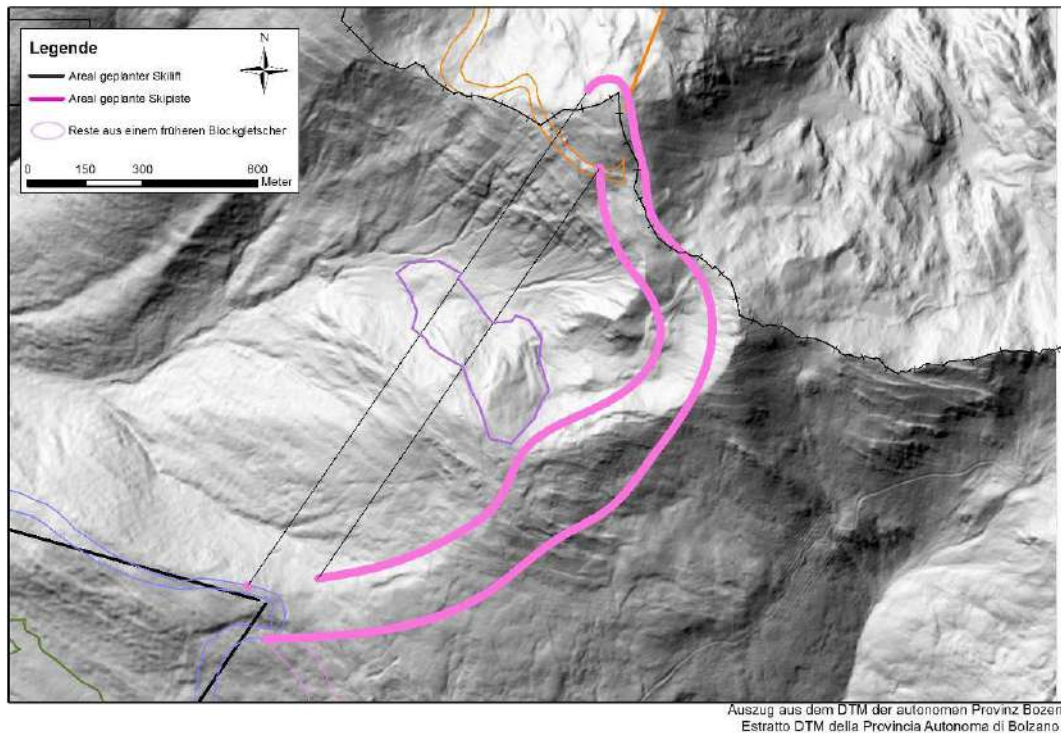 Legende
N
Areal geplanter Skilift
Areal geplante Skipiste
Reste aus einem früheren Blockgletscher
0 150 300 600
Meter
Auszug aus dem DTM der autonomen Provinz Bozen
Estratto DTM della Provincia Autonoma di Bolzano